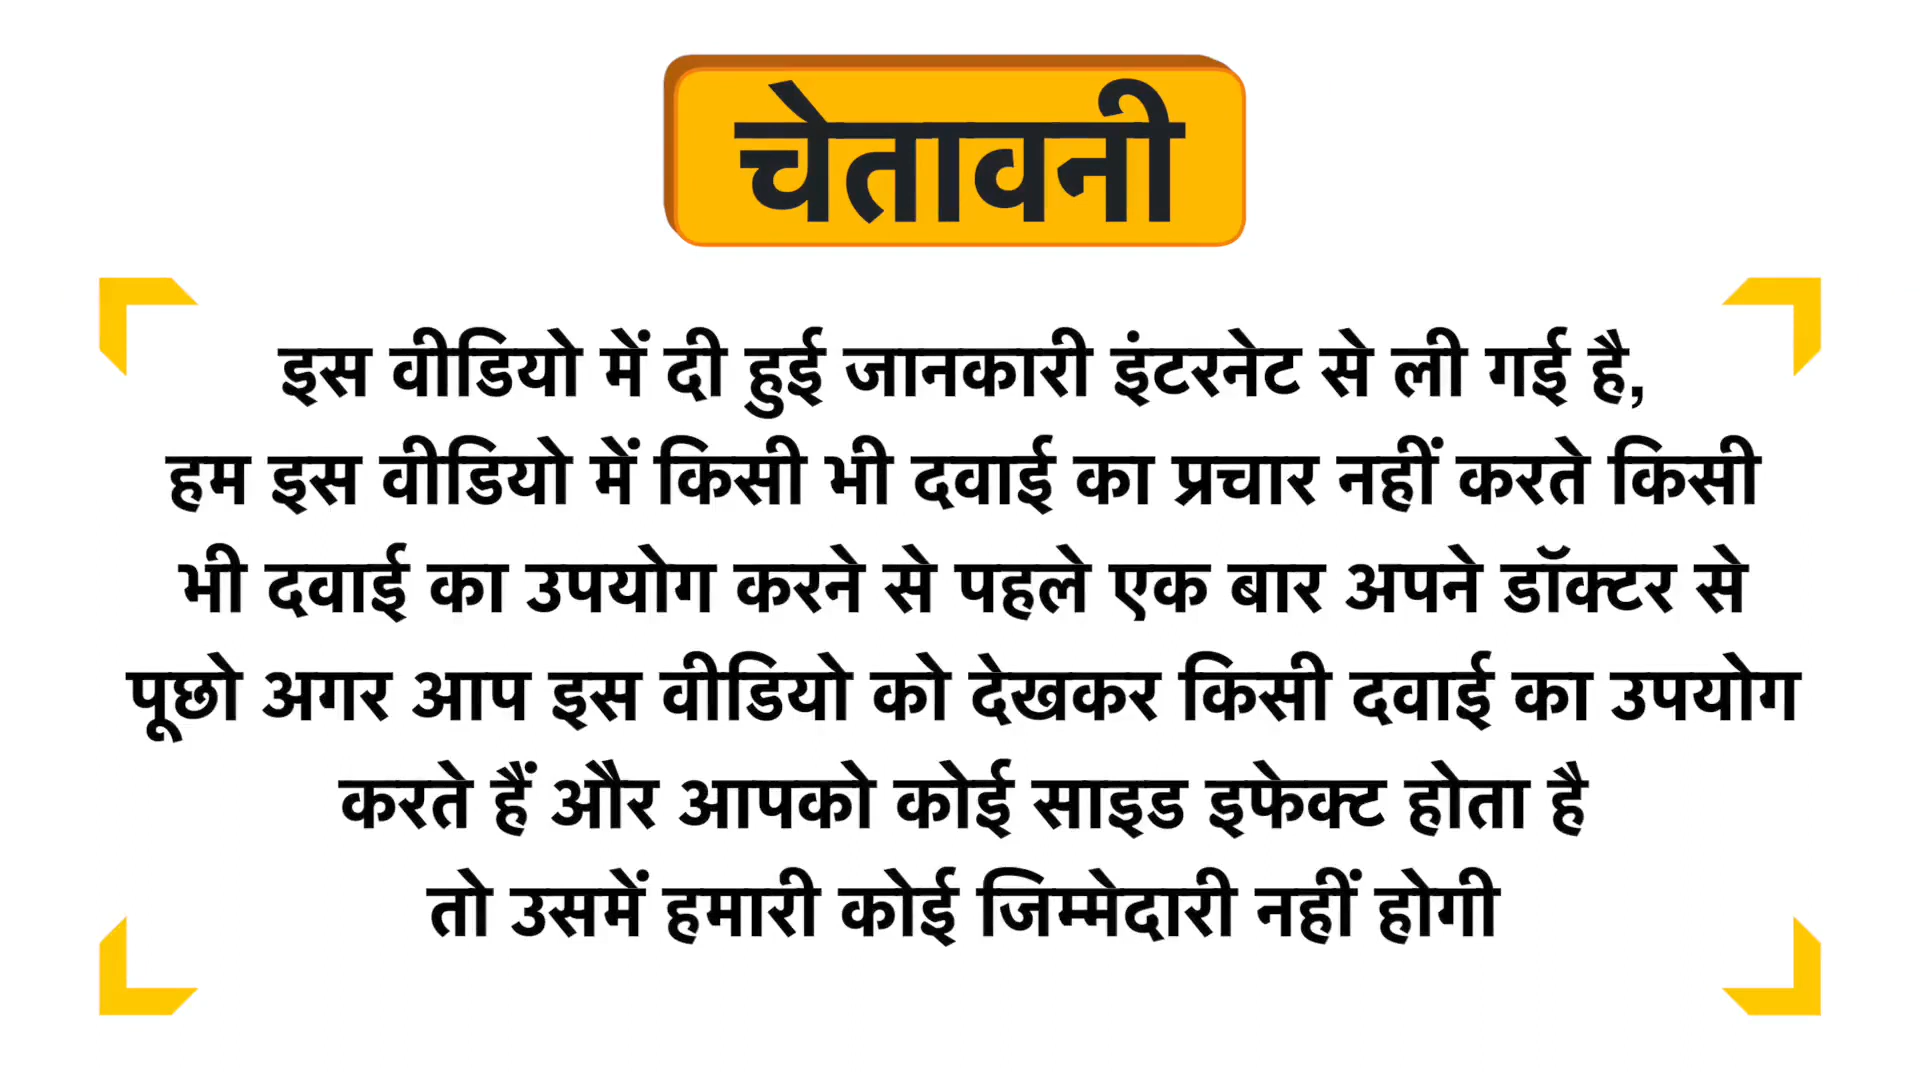 चेतावनी
इस वीडियो में दी हुई जानकारी इंटरनेट से ली गई है,
हम इस वीडियो में किसी भी दवाई का प्रचार नहीं करते किसी
भी दवाई का उपयोग करने से पहले एक बार अपने डॉक्टर से
पूछो अगर आप इस वीडियो को देखकर किसी दवाई का उपयोग
करते हैं और आपको कोई साइड इफेक्ट होता है
तो उसमें हमारी कोई जिम्मेदारी नहीं होगी